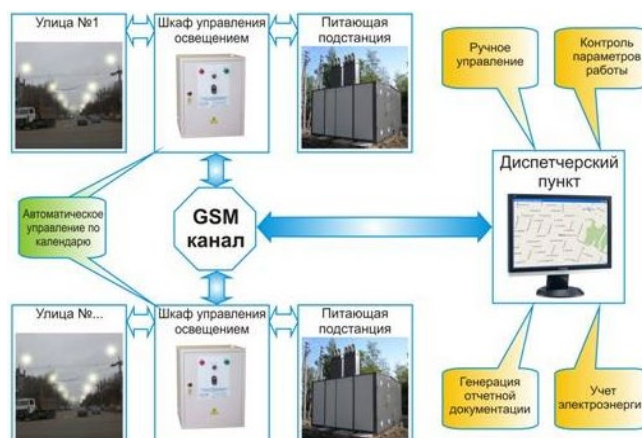 Улица №1
Шкаф управления
освещением
Питающая
подстанция
Ручное
управление
Контроль
параметров
работы
Диспетчерский
пункт
Автоматическое
управление по
календарю
GSM
канал
Улица №...
Шкаф управления
освещением
Питающая
подстанция
Генерация
отчетной
документации
Учет
электроэнергии